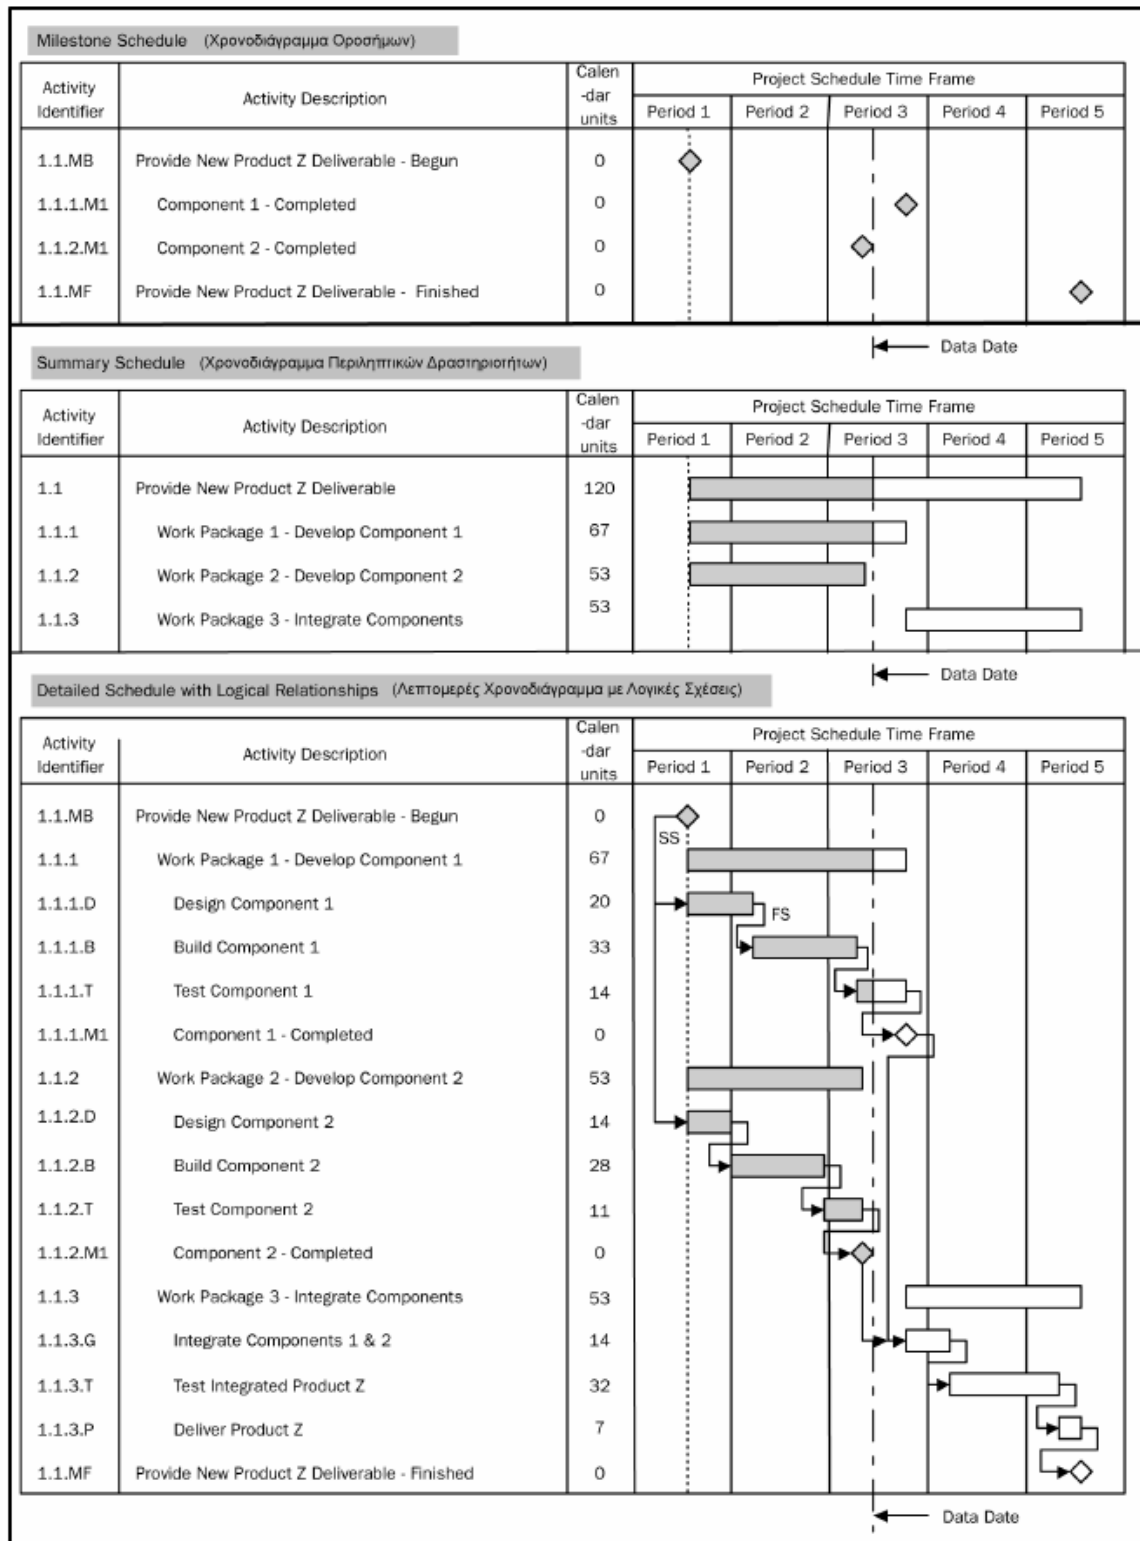 Milestone Schedule (Χρονοδιάγραμμα Οροσήμων)
Activity Identifier Activity Description Calen-dar units Project Schedule Time Frame
Period 1 Period 2 Period 3 Period 4 Period 5
1.1.MB Provide New Product Z Deliverable - Begun 0
1.1.1.M1 Component 1 - Completed 0
1.1.2.M1 Component 2 - Completed 0
1.1.MF Provide New Product Z Deliverable - Finished 0
Data Date
Summary Schedule (Χρονοδιάγραμμα Περιληπτικών Δραστηριοτήτων)
Activity Identifier Activity Description Calen-dar units Project Schedule Time Frame
Period 1 Period 2 Period 3 Period 4 Period 5
1.1 Provide New Product Z Deliverable 120
1.1.1 Work Package 1 - Develop Component 1 67
1.1.2 Work Package 2 - Develop Component 2 53
1.1.3 Work Package 3 - Integrate Components 53
Data Date
Detailed Schedule with Logical Relationships (Λεπτομερές Χρονοδιάγραμμα με Λογικές Σχέσεις)
Activity Identifier Activity Description Calen-dar units Project Schedule Time Frame
Period 1 Period 2 Period 3 Period 4 Period 5
1.1.MB Provide New Product Z Deliverable - Begun 0
SS
1.1.1 Work Package 1 - Develop Component 1 67
1.1.1.D Design Component 1 20
FS
1.1.1.B Build Component 1 33
1.1.1.T Test Component 1 14
1.1.1.M1 Component 1 - Completed 0
1.1.2 Work Package 2 - Develop Component 2 53
1.1.2.D Design Component 2 14
1.1.2.B Build Component 2 28
1.1.2.T Test Component 2 11
1.1.2.M1 Component 2 - Completed 0
1.1.3 Work Package 3 - Integrate Components 53
1.1.3.G Integrate Components 1 & 2 14
1.1.3.T Test Integrated Product Z 32
1.1.3.P Deliver Product Z 7
1.1.MF Provide New Product Z Deliverable - Finished 0
Data Date